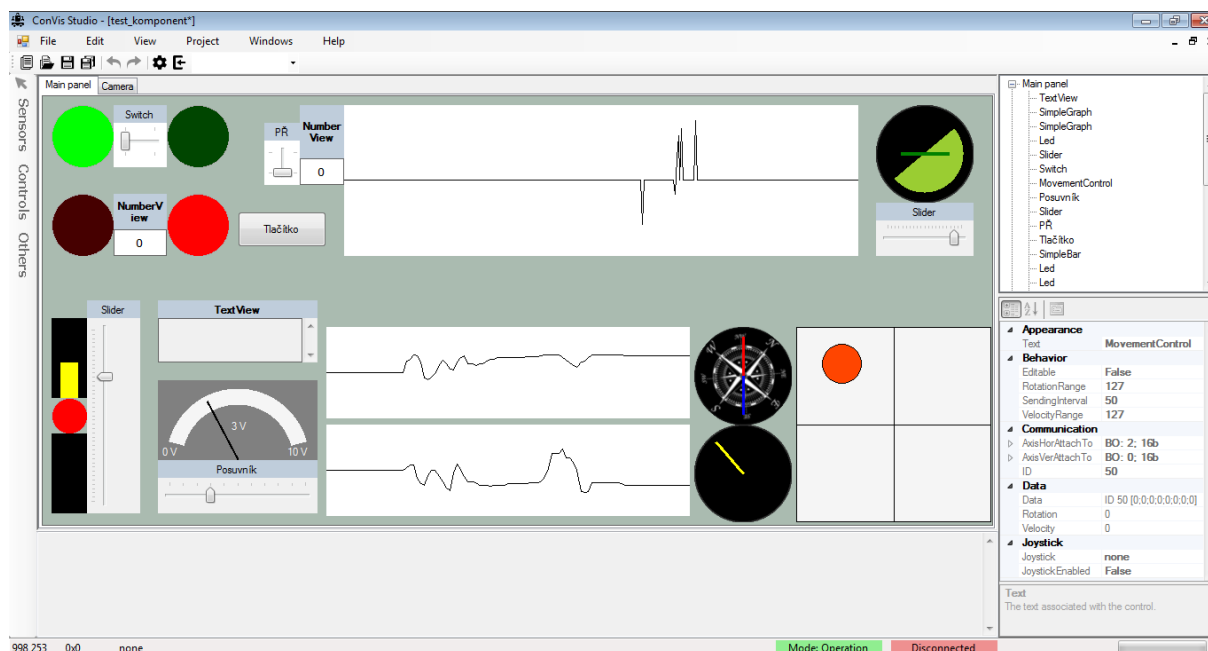 ConVis Studio - [test_komponent*]
File Edit View Project Windows Help
Main panel Camera
Sensors
Controls
Others
Switch
PŘ
Number
View
0
NumberV
iew
0
Tlačítko
Slider
Slider
TextView
3 V
0 V 10 V
Posuvník
N
W
E
S
Main panel
TextView
SimpleGraph
SimpleGraph
Led
Slider
Switch
MovementControl
Posuvník
Slider
PŘ
Tlačítko
SimpleBar
Led
Led
Appearance
Text MovementControl
Behavior
Editable False
RotationRange 127
SendingInterval 50
VelocityRange 127
Communication
AxisHorAttachTo BO: 2; 16b
AxisVerAttachTo BO: 0; 16b
ID 50
Data
Data ID 50 [0;0;0;0;0;0;0;0]
Rotation 0
Velocity 0
Joystick
Joystick none
JoystickEnabled False
Text
The text associated with the control.
998.253 0x0 none Mode: Operation Disconnected